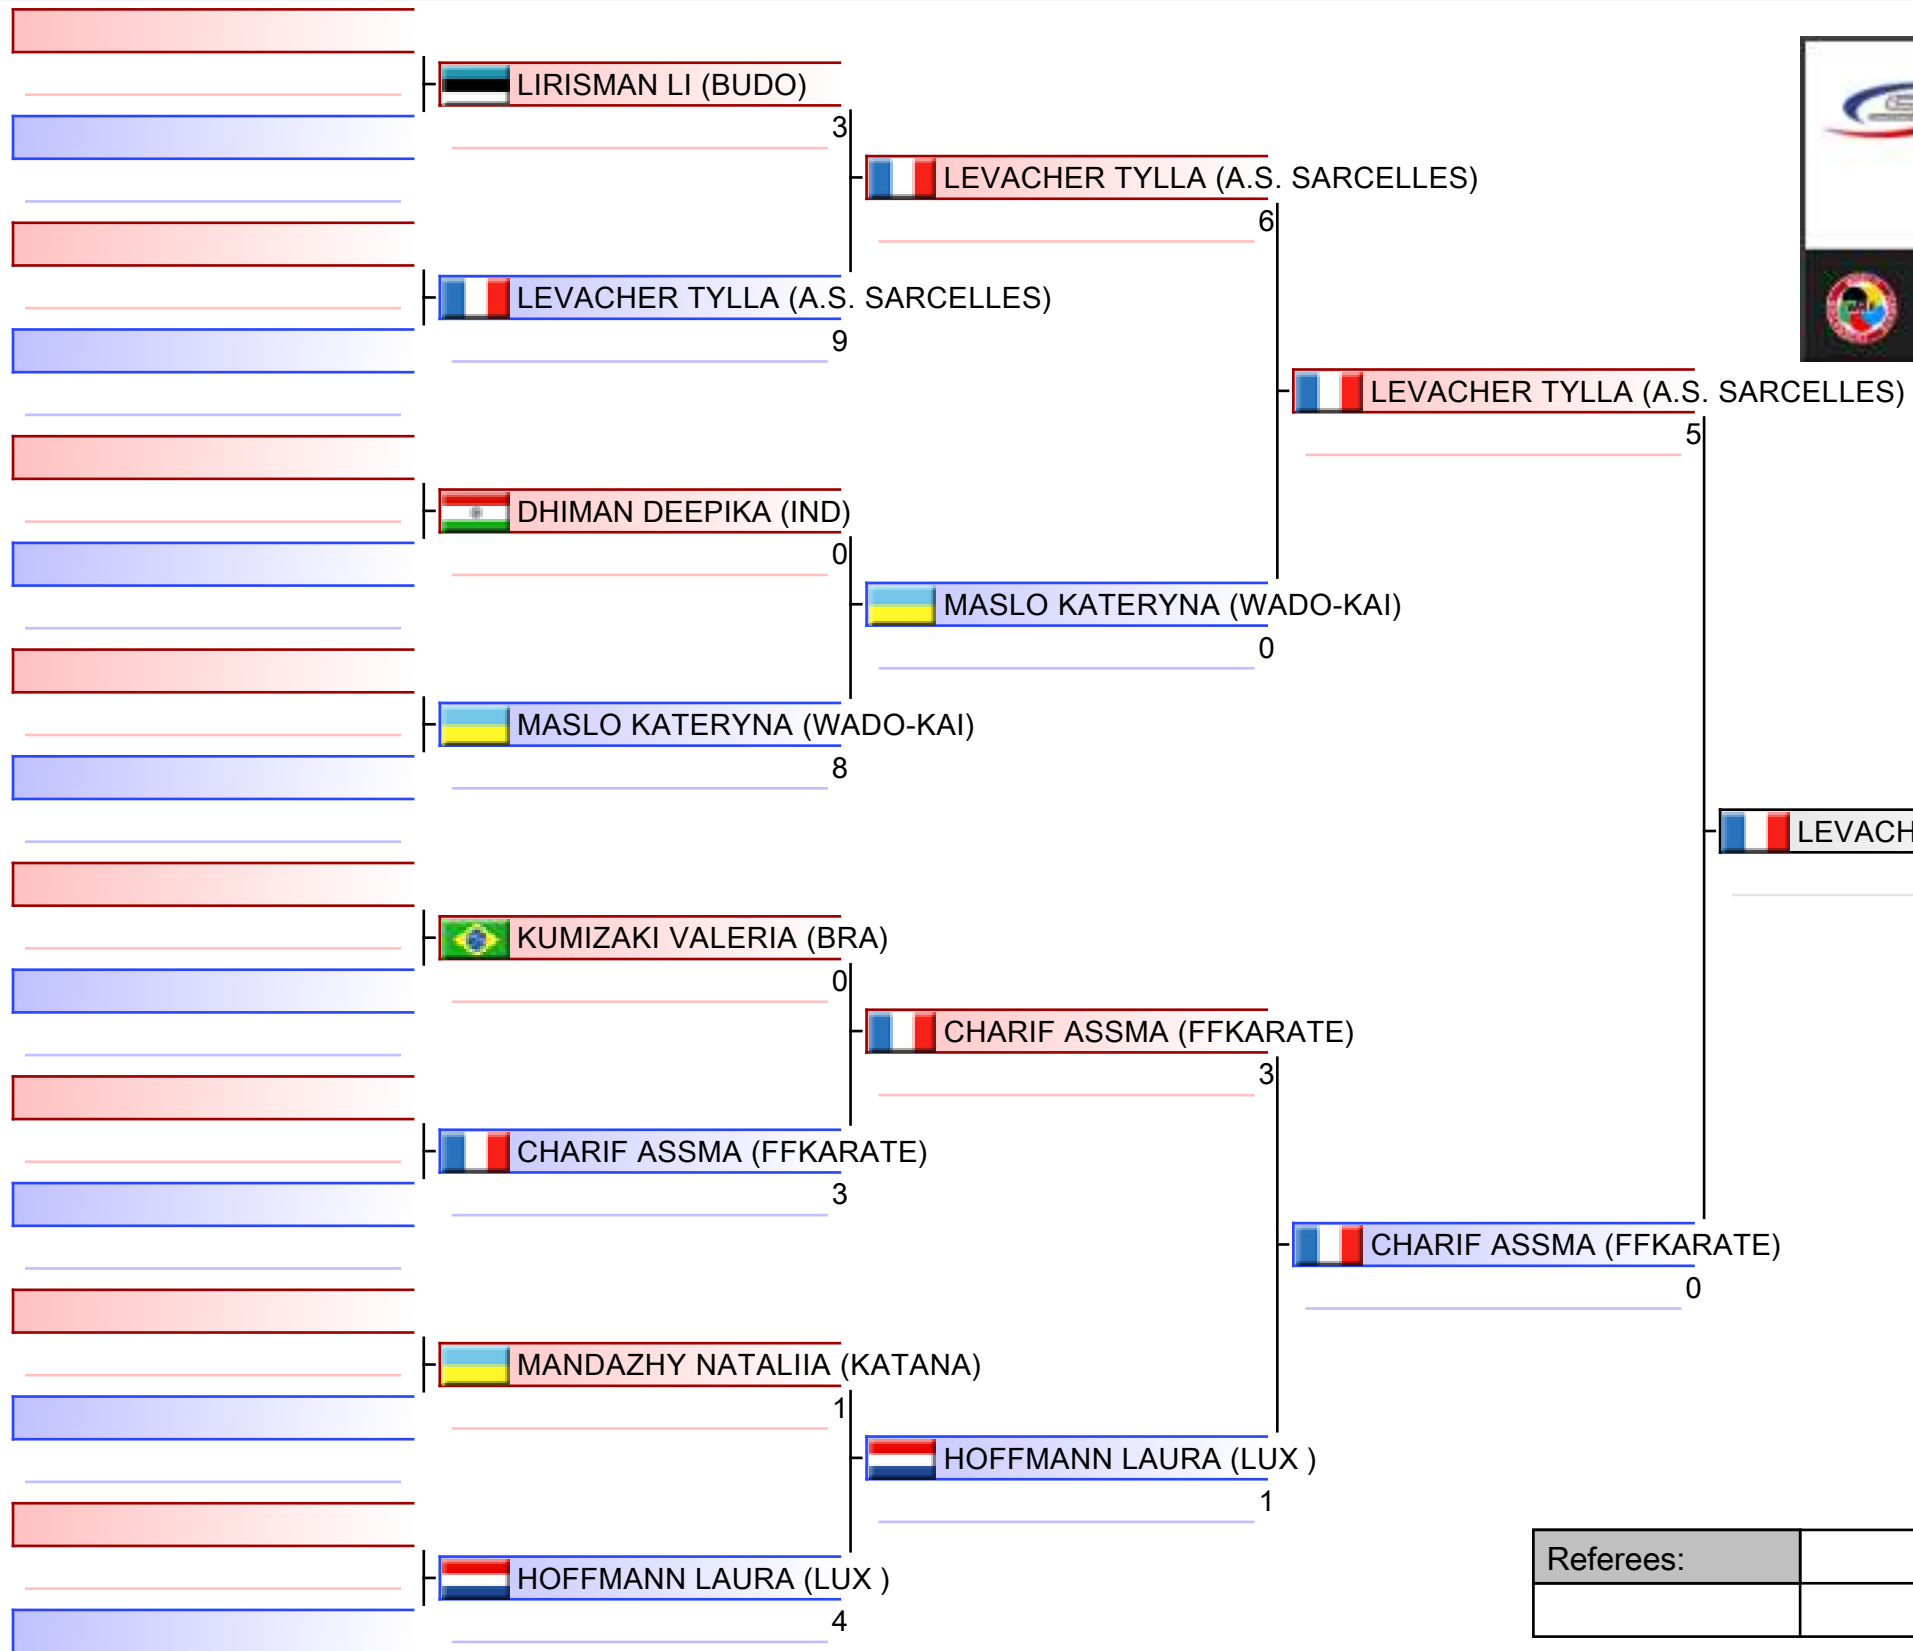 LIRISMAN LI (BUDO)
3
LEVACHER TYLLA (A.S. SARCELLES)
6
LEVACHER TYLLA (A.S. SARCELLES)
9
LEVACHER TYLLA (A.S. SARCELLES)
5
DHIMAN DEEPIKA (IND)
0
MASLO KATERYNA (WADO-KAI)
0
MASLO KATERYNA (WADO-KAI)
8
LEVACH
KUMIZAKI VALERIA (BRA)
0
CHARIF ASSMA (FFKARATE)
3
CHARIF ASSMA (FFKARATE)
3
CHARIF ASSMA (FFKARATE)
0
MANDAZHY NATALIIA (KATANA)
1
HOFFMANN LAURA (LUX )
1
HOFFMANN LAURA (LUX )
4
Referees: